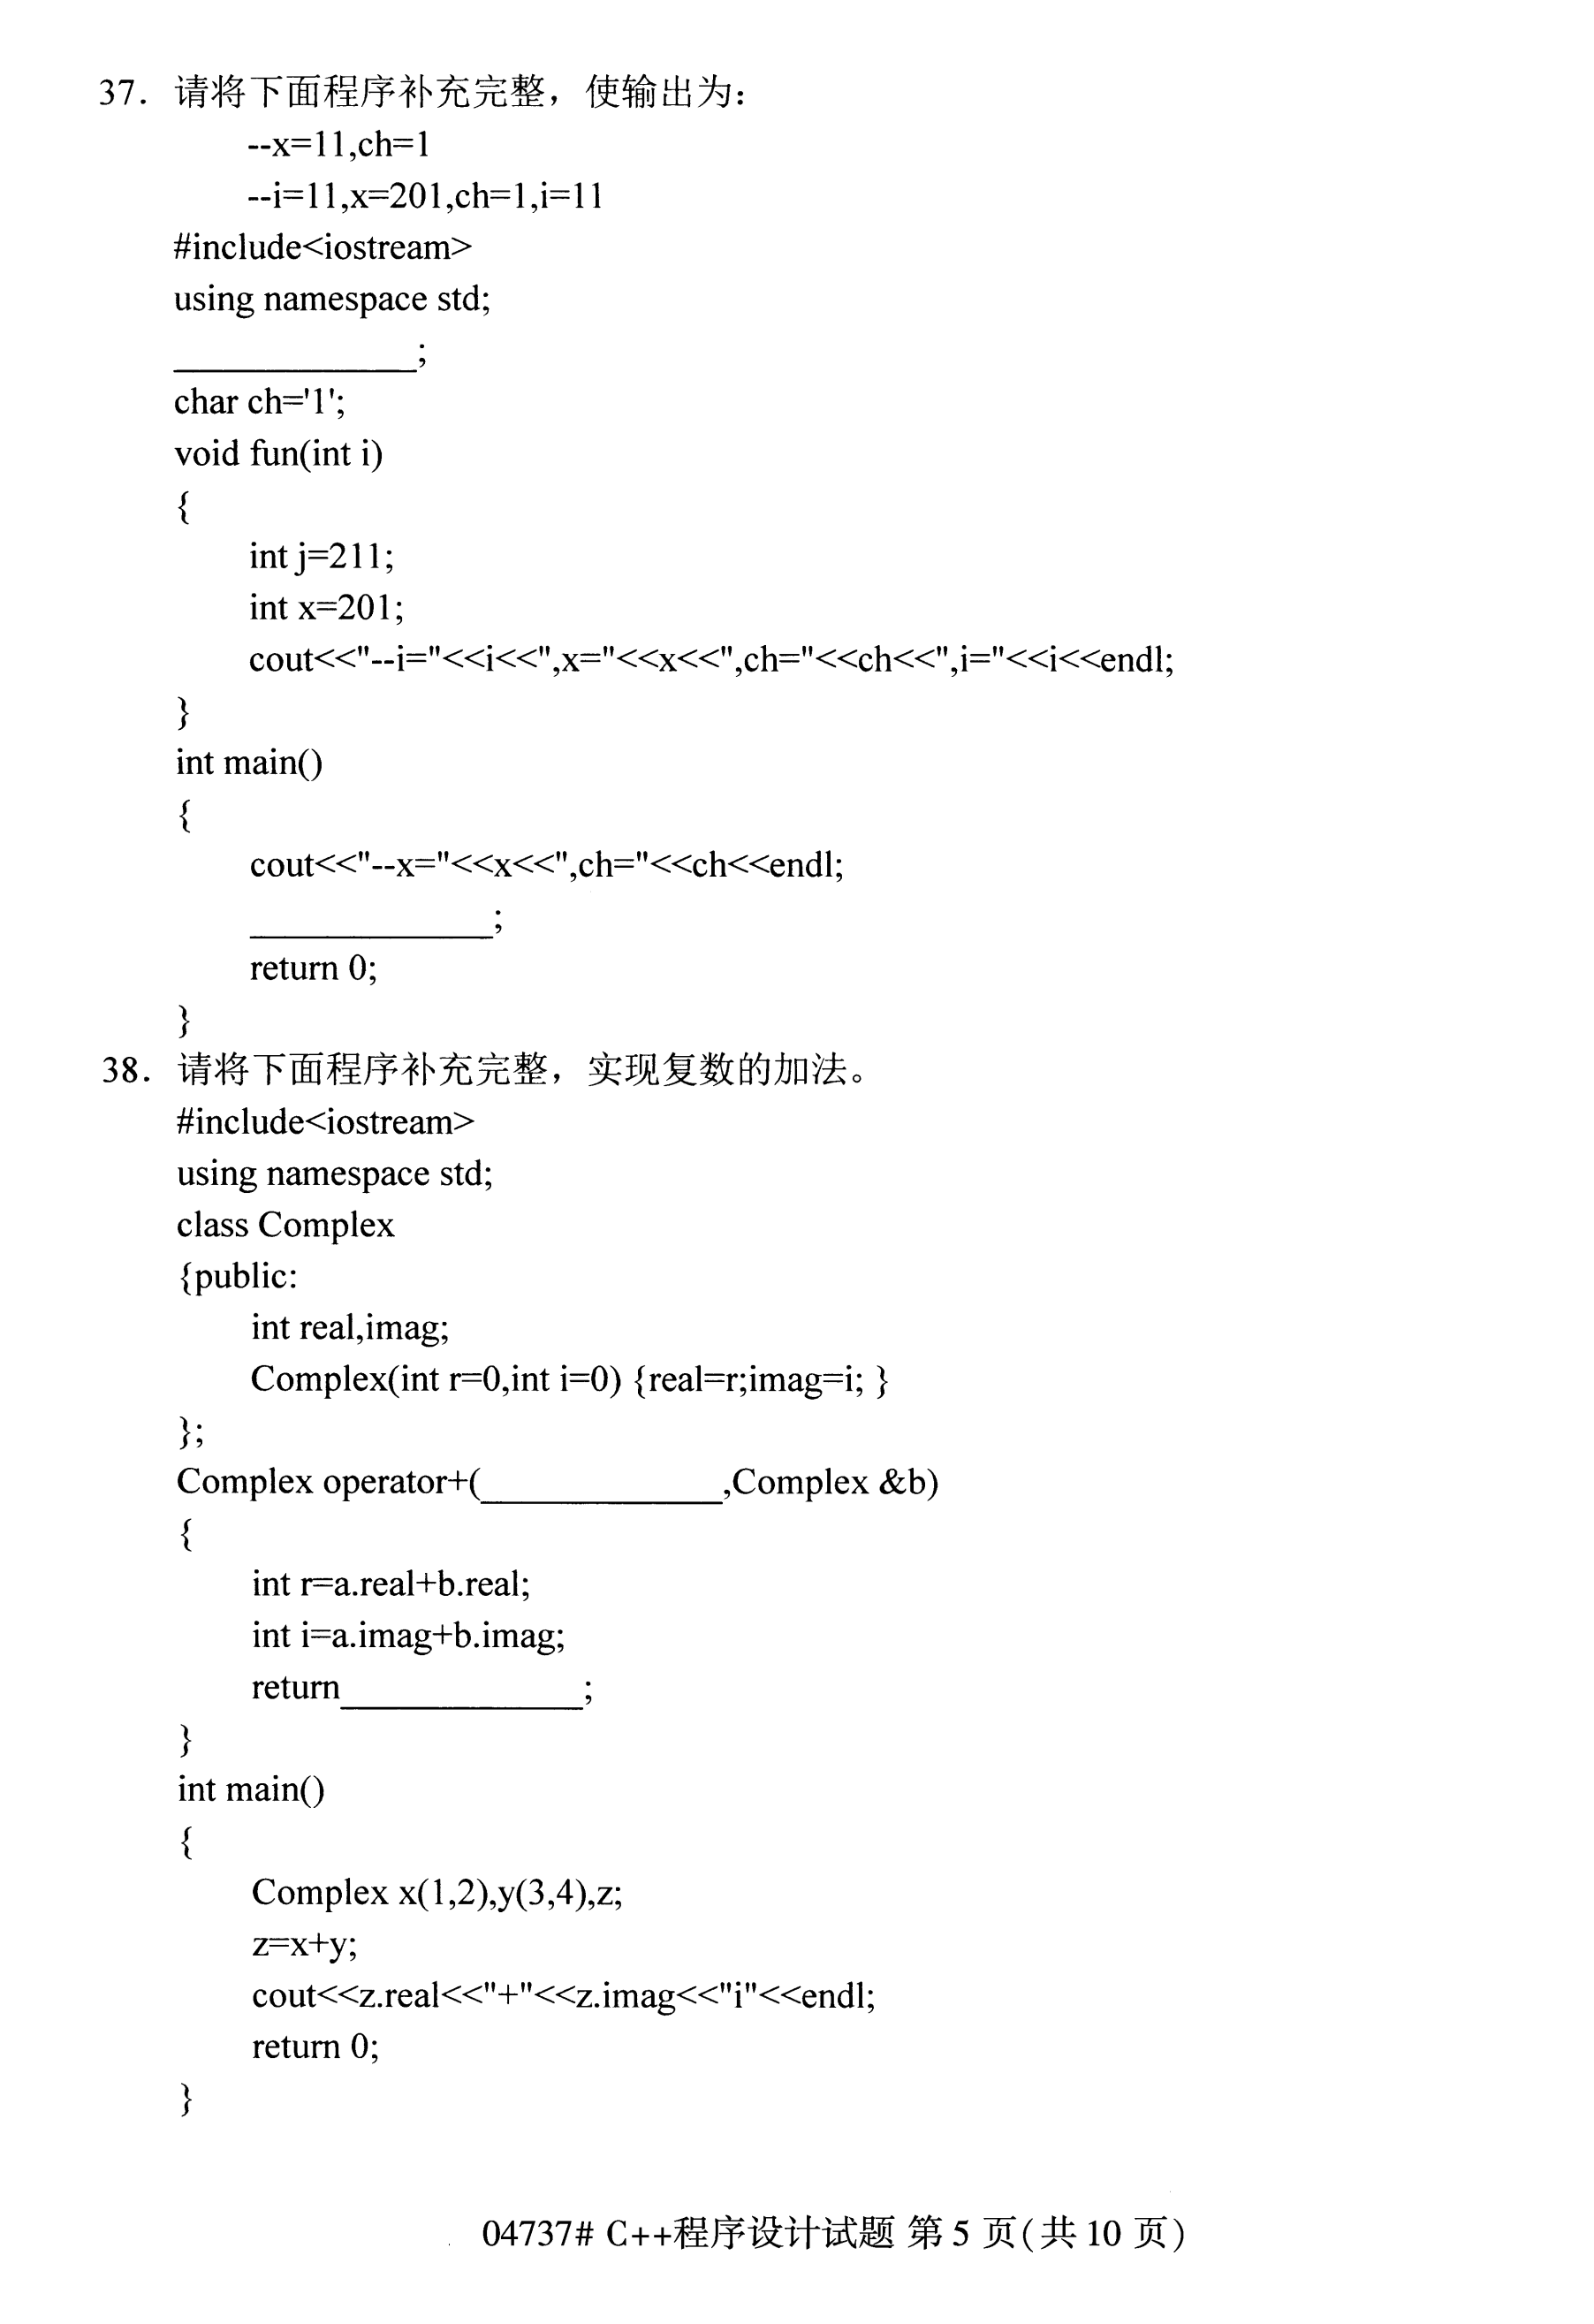 37. 请将下面程序补充完整，使输出为：
--x=11,ch=1
--i=11,x=201,ch=1,i=11
#include<iostream>
using namespace std;
_____________;
char ch='1';
void fun(int i)
{
int j=211;
int x=201;
cout<<"--i="<<i<<",x="<<x<<",ch="<<ch<<",i="<<i<<endl;
}
int main()
{
cout<<"--x="<<x<<",ch="<<ch<<endl;
_____________;
return 0;
}
38. 请将下面程序补充完整，实现复数的加法。
#include<iostream>
using namespace std;
class Complex
{public:
int real,imag;
Complex(int r=0,int i=0) {real=r;imag=i; }
};
Complex operator+(_____________,Complex &b)
{
int r=a.real+b.real;
int i=a.imag+b.imag;
return_____________;
}
int main()
{
Complex x(1,2),y(3,4),z;
z=x+y;
cout<<z.real<<"+"<<z.imag<<"i"<<endl;
return 0;
}
04737# C++程序设计试题 第 5 页(共 10 页)